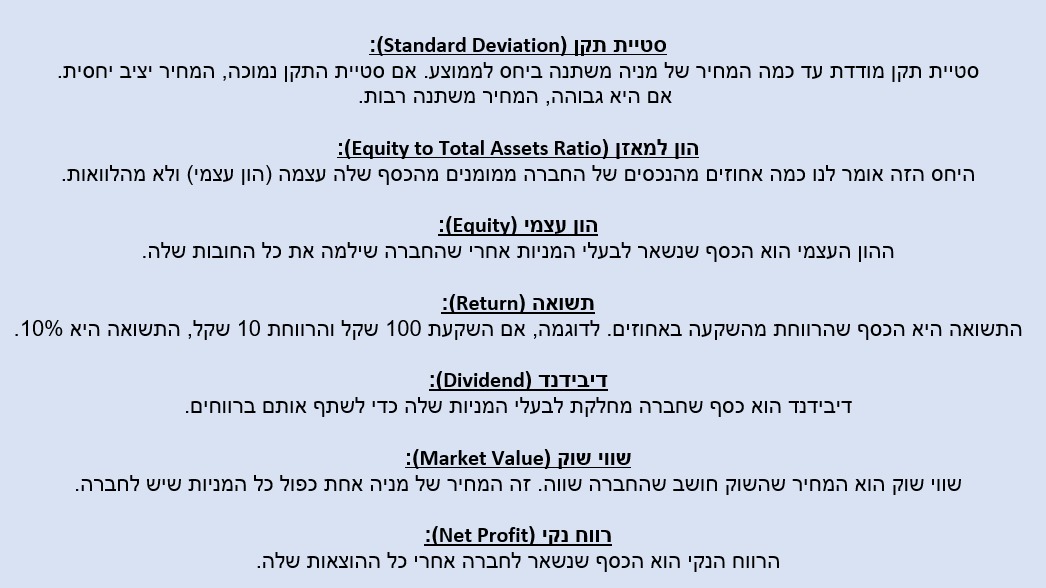 סטיית תקן (Standard Deviation):
סטיית תקן מודדת עד כמה המחיר של מניה משתנה ביחס לממוצע. אם סטיית התקן נמוכה, המחיר יציב יחסית.
אם היא גבוהה, המחיר משתנה רבות.
הון למאזן (Equity to Total Assets Ratio):
היחס הזה אומר לנו כמה אחוזים מהנכסים של החברה ממומנים מהכסף שלה עצמה (הון עצמי) ולא מהלוואות.
הון עצמי (Equity):
ההון העצמי הוא הכסף שנשאר לבעלי המניות אחרי שהחברה שילמה את כל החובות שלה.
תשואה (Return):
התשואה היא הכסף שהרווחת מהשקעה באחוזים. לדוגמה, אם השקעת 100 שקל והרווחת 10 שקל, התשואה היא 10%.
דיבידנד (Dividend):
דיבידנד הוא כסף שחברה מחלקת לבעלי המניות שלה כדי לשתף אותם ברווחים.
שווי שוק (Market Value):
שווי שוק הוא המחיר שהשוק חושב שהחברה שווה. זה המחיר של מניה אחת כפול כל המניות שיש לחברה.
רווח נקי (Net Profit):
הרווח הנקי הוא הכסף שנשאר לחברה אחרי כל ההוצאות שלה.